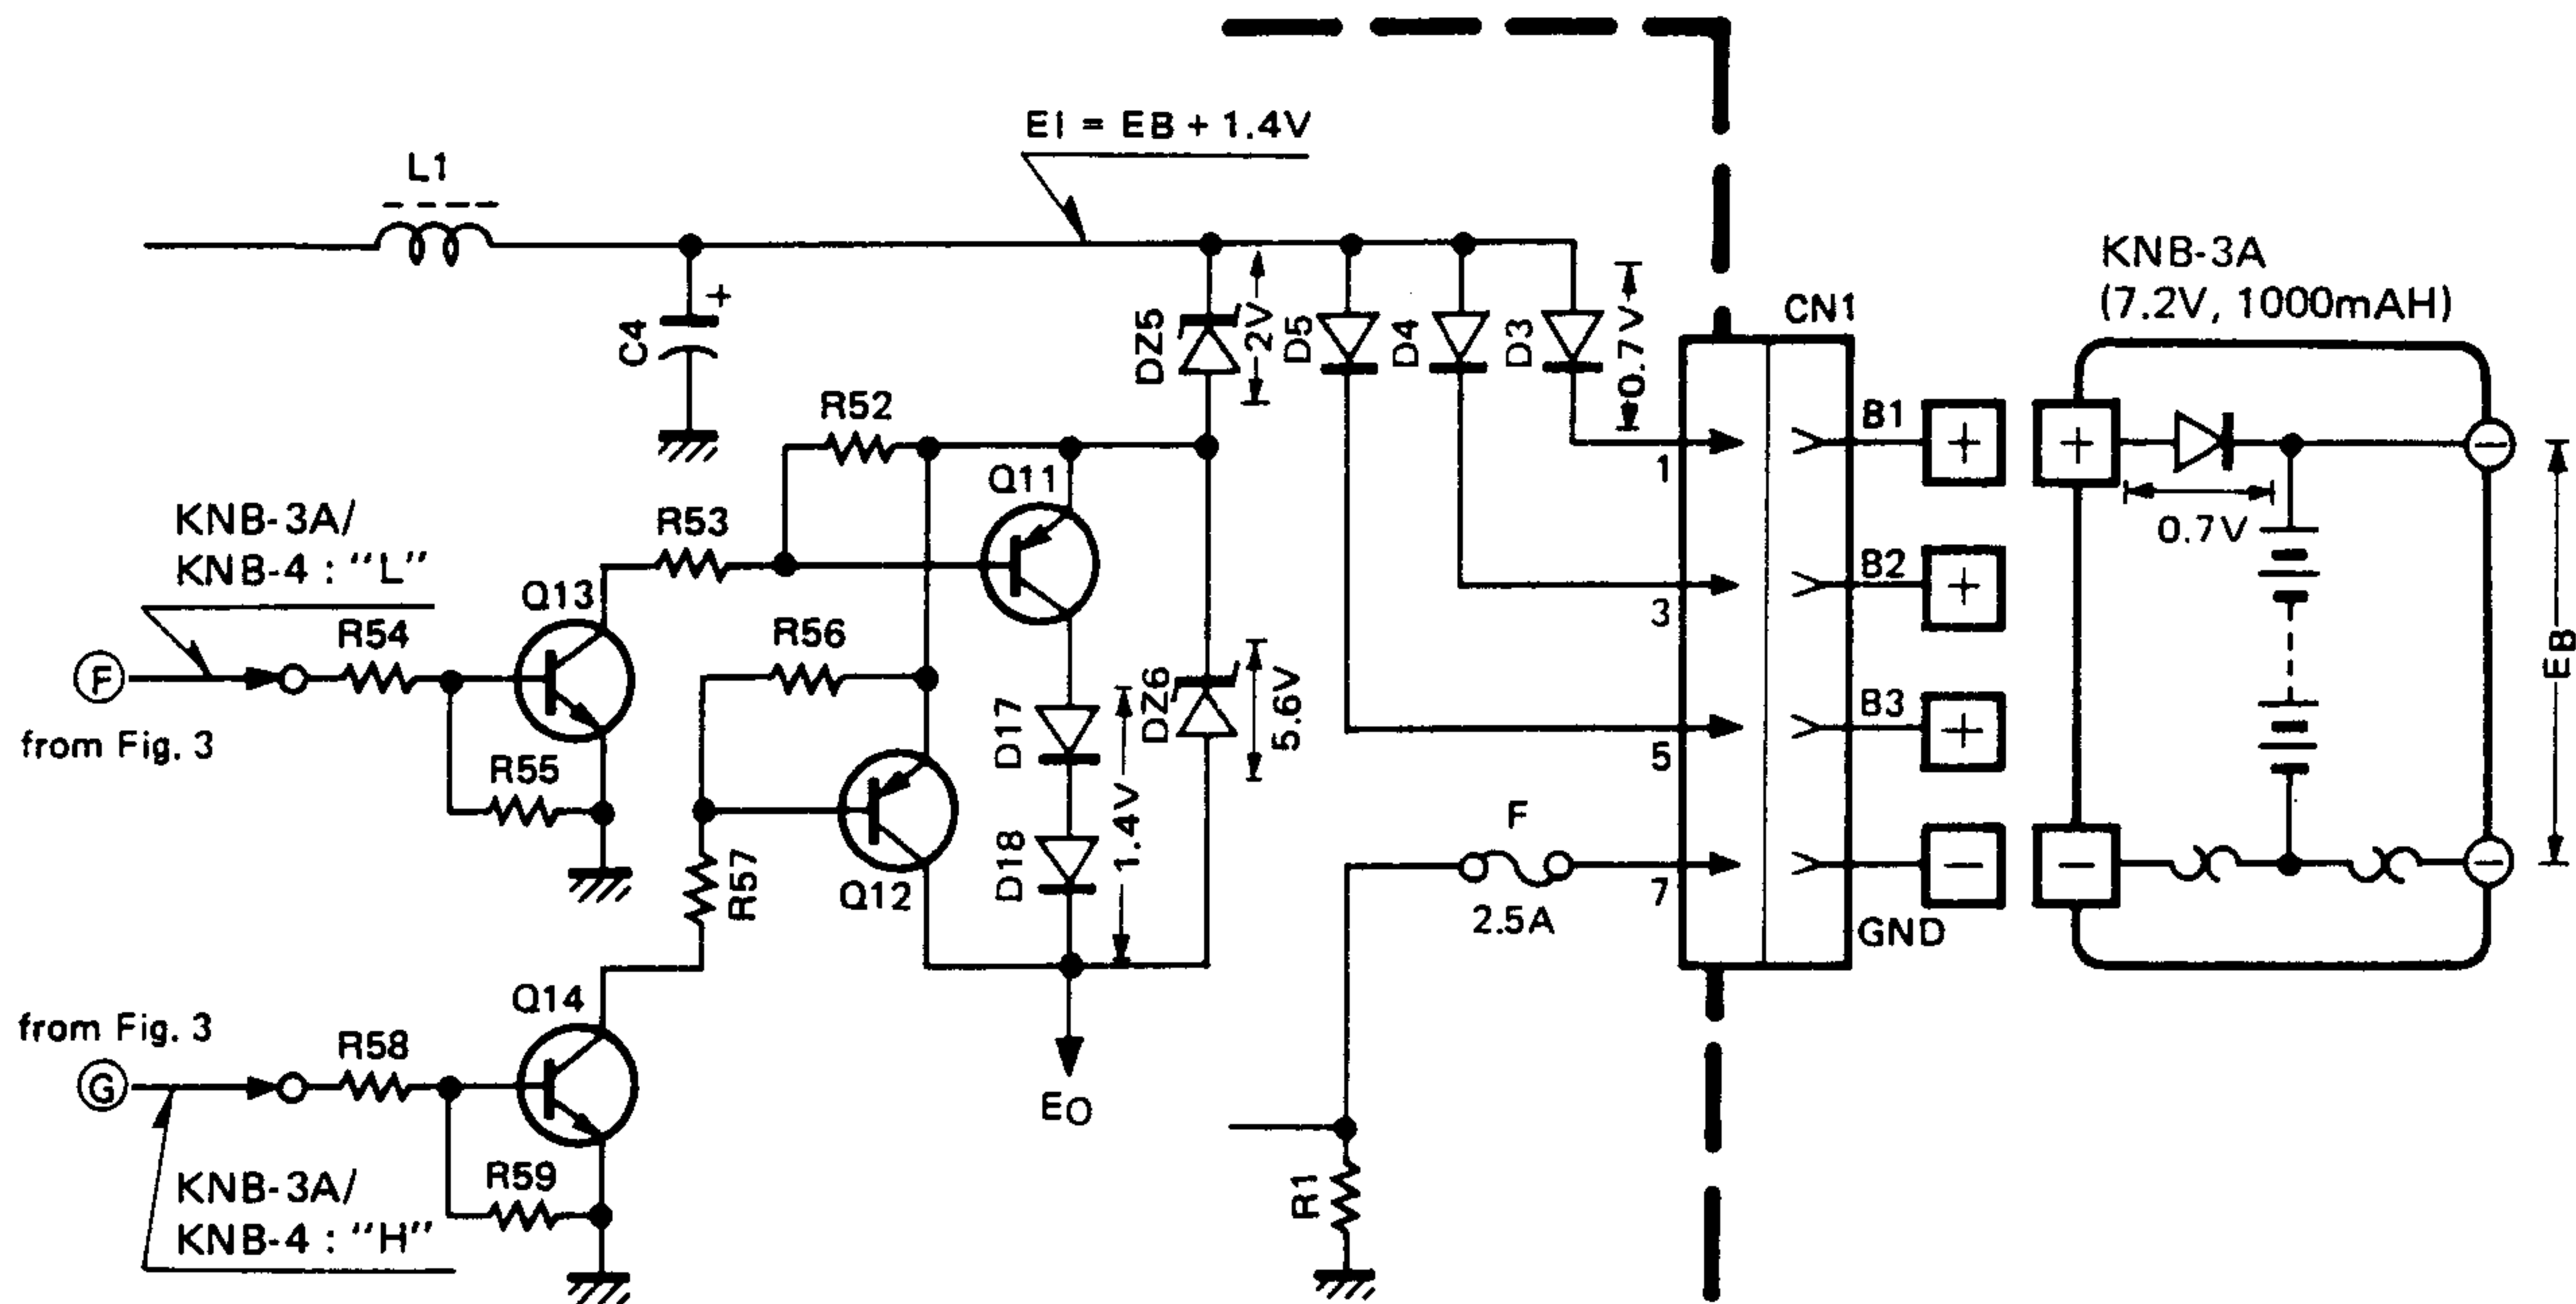 EI = EB + 1.4V
L1
KNB-3A
(7.2V, 1000mAH)
C4
+
DZ5
2V
D5
D4
D3
0.7V
CN1
R52
B1
+
+
−
Q11
1
0.7V
KNB-3A/
KNB-4 : "L"
R53
Q13
B2
+
3
R54
R56
F
from Fig. 3
D17
DZ6
5.6V
B3
+
5
EB
R55
1.4V
D18
F
2.5A
7
−
−
−
GND
R57
Q12
Q14
from Fig. 3
G
R58
EO
KNB-3A/
KNB-4 : "H"
R59
R1